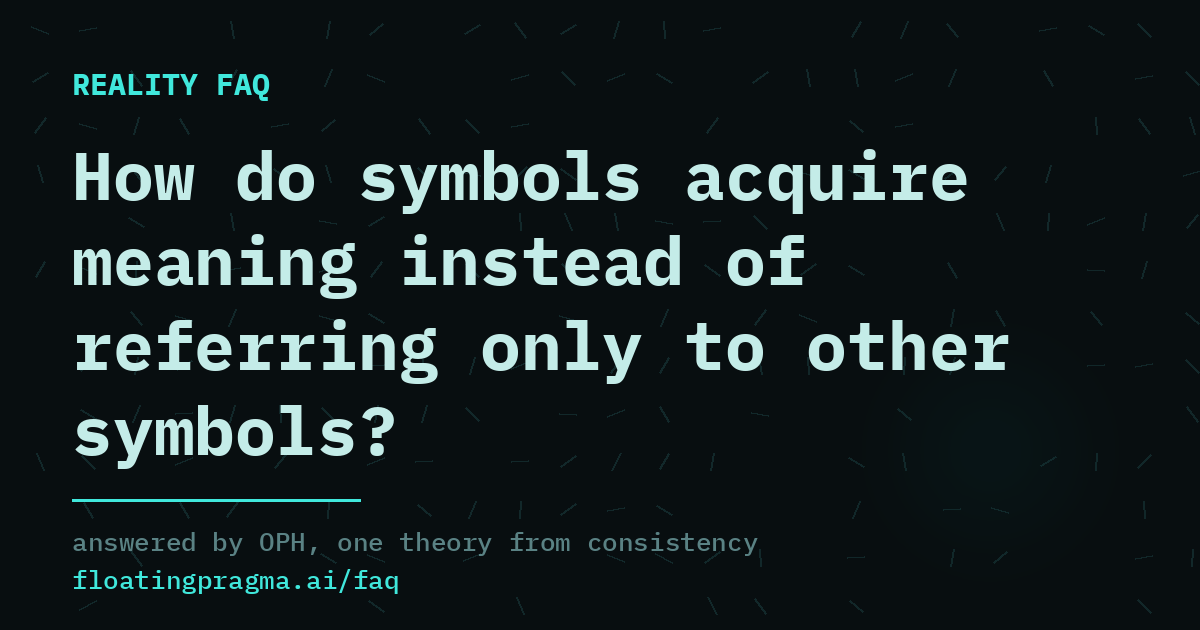 REALITY FAQ
How do symbols acquire
meaning instead of
referring only to other
symbols?
answered by OPH, one theory from consistency
floatingpragma.ai/faq